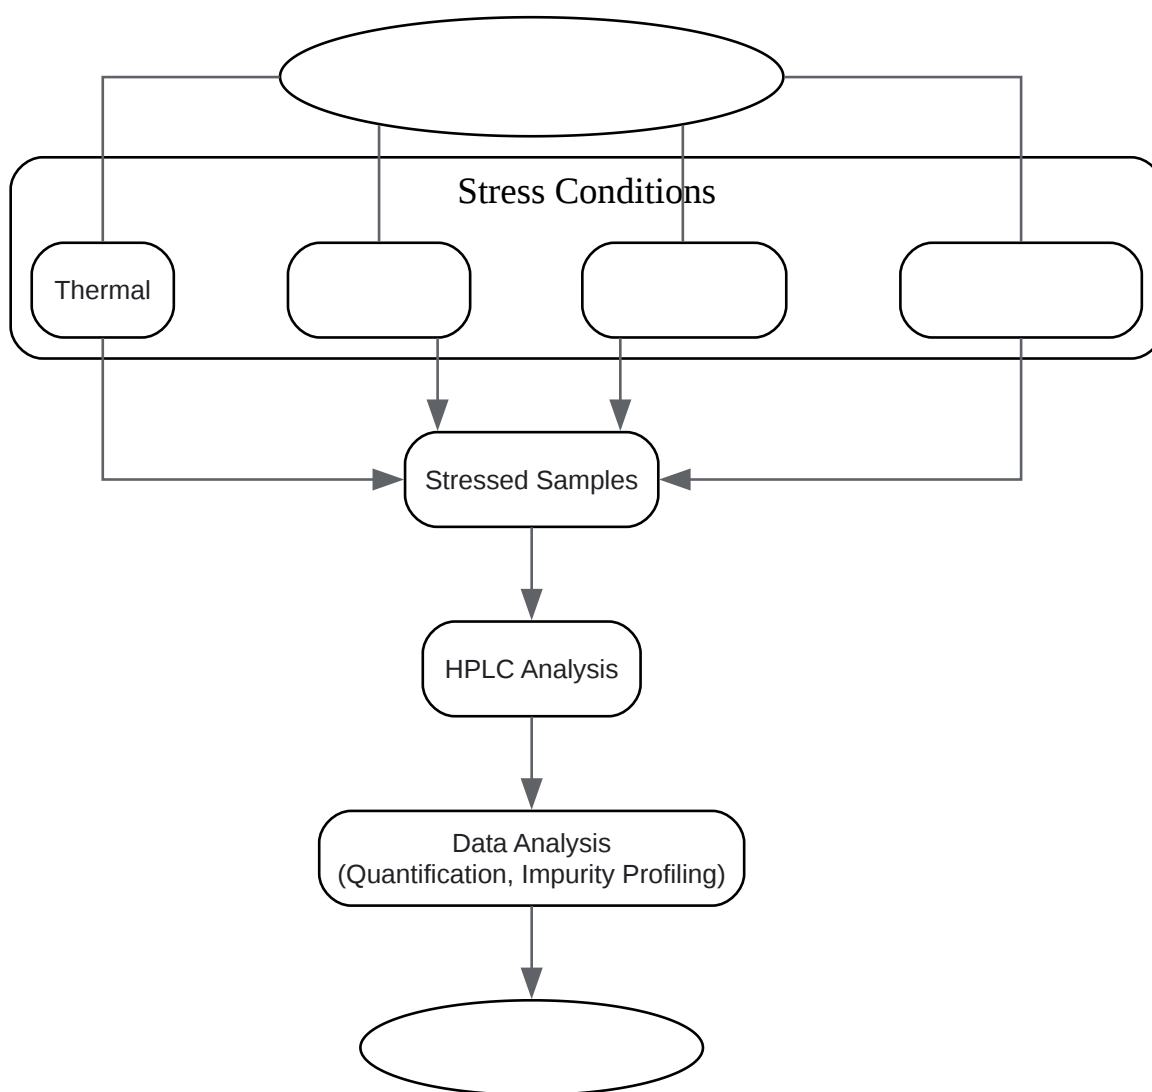 Stress Conditions
Thermal
Stressed Samples
HPLC Analysis
Data Analysis
(Quantification, Impurity Profiling)